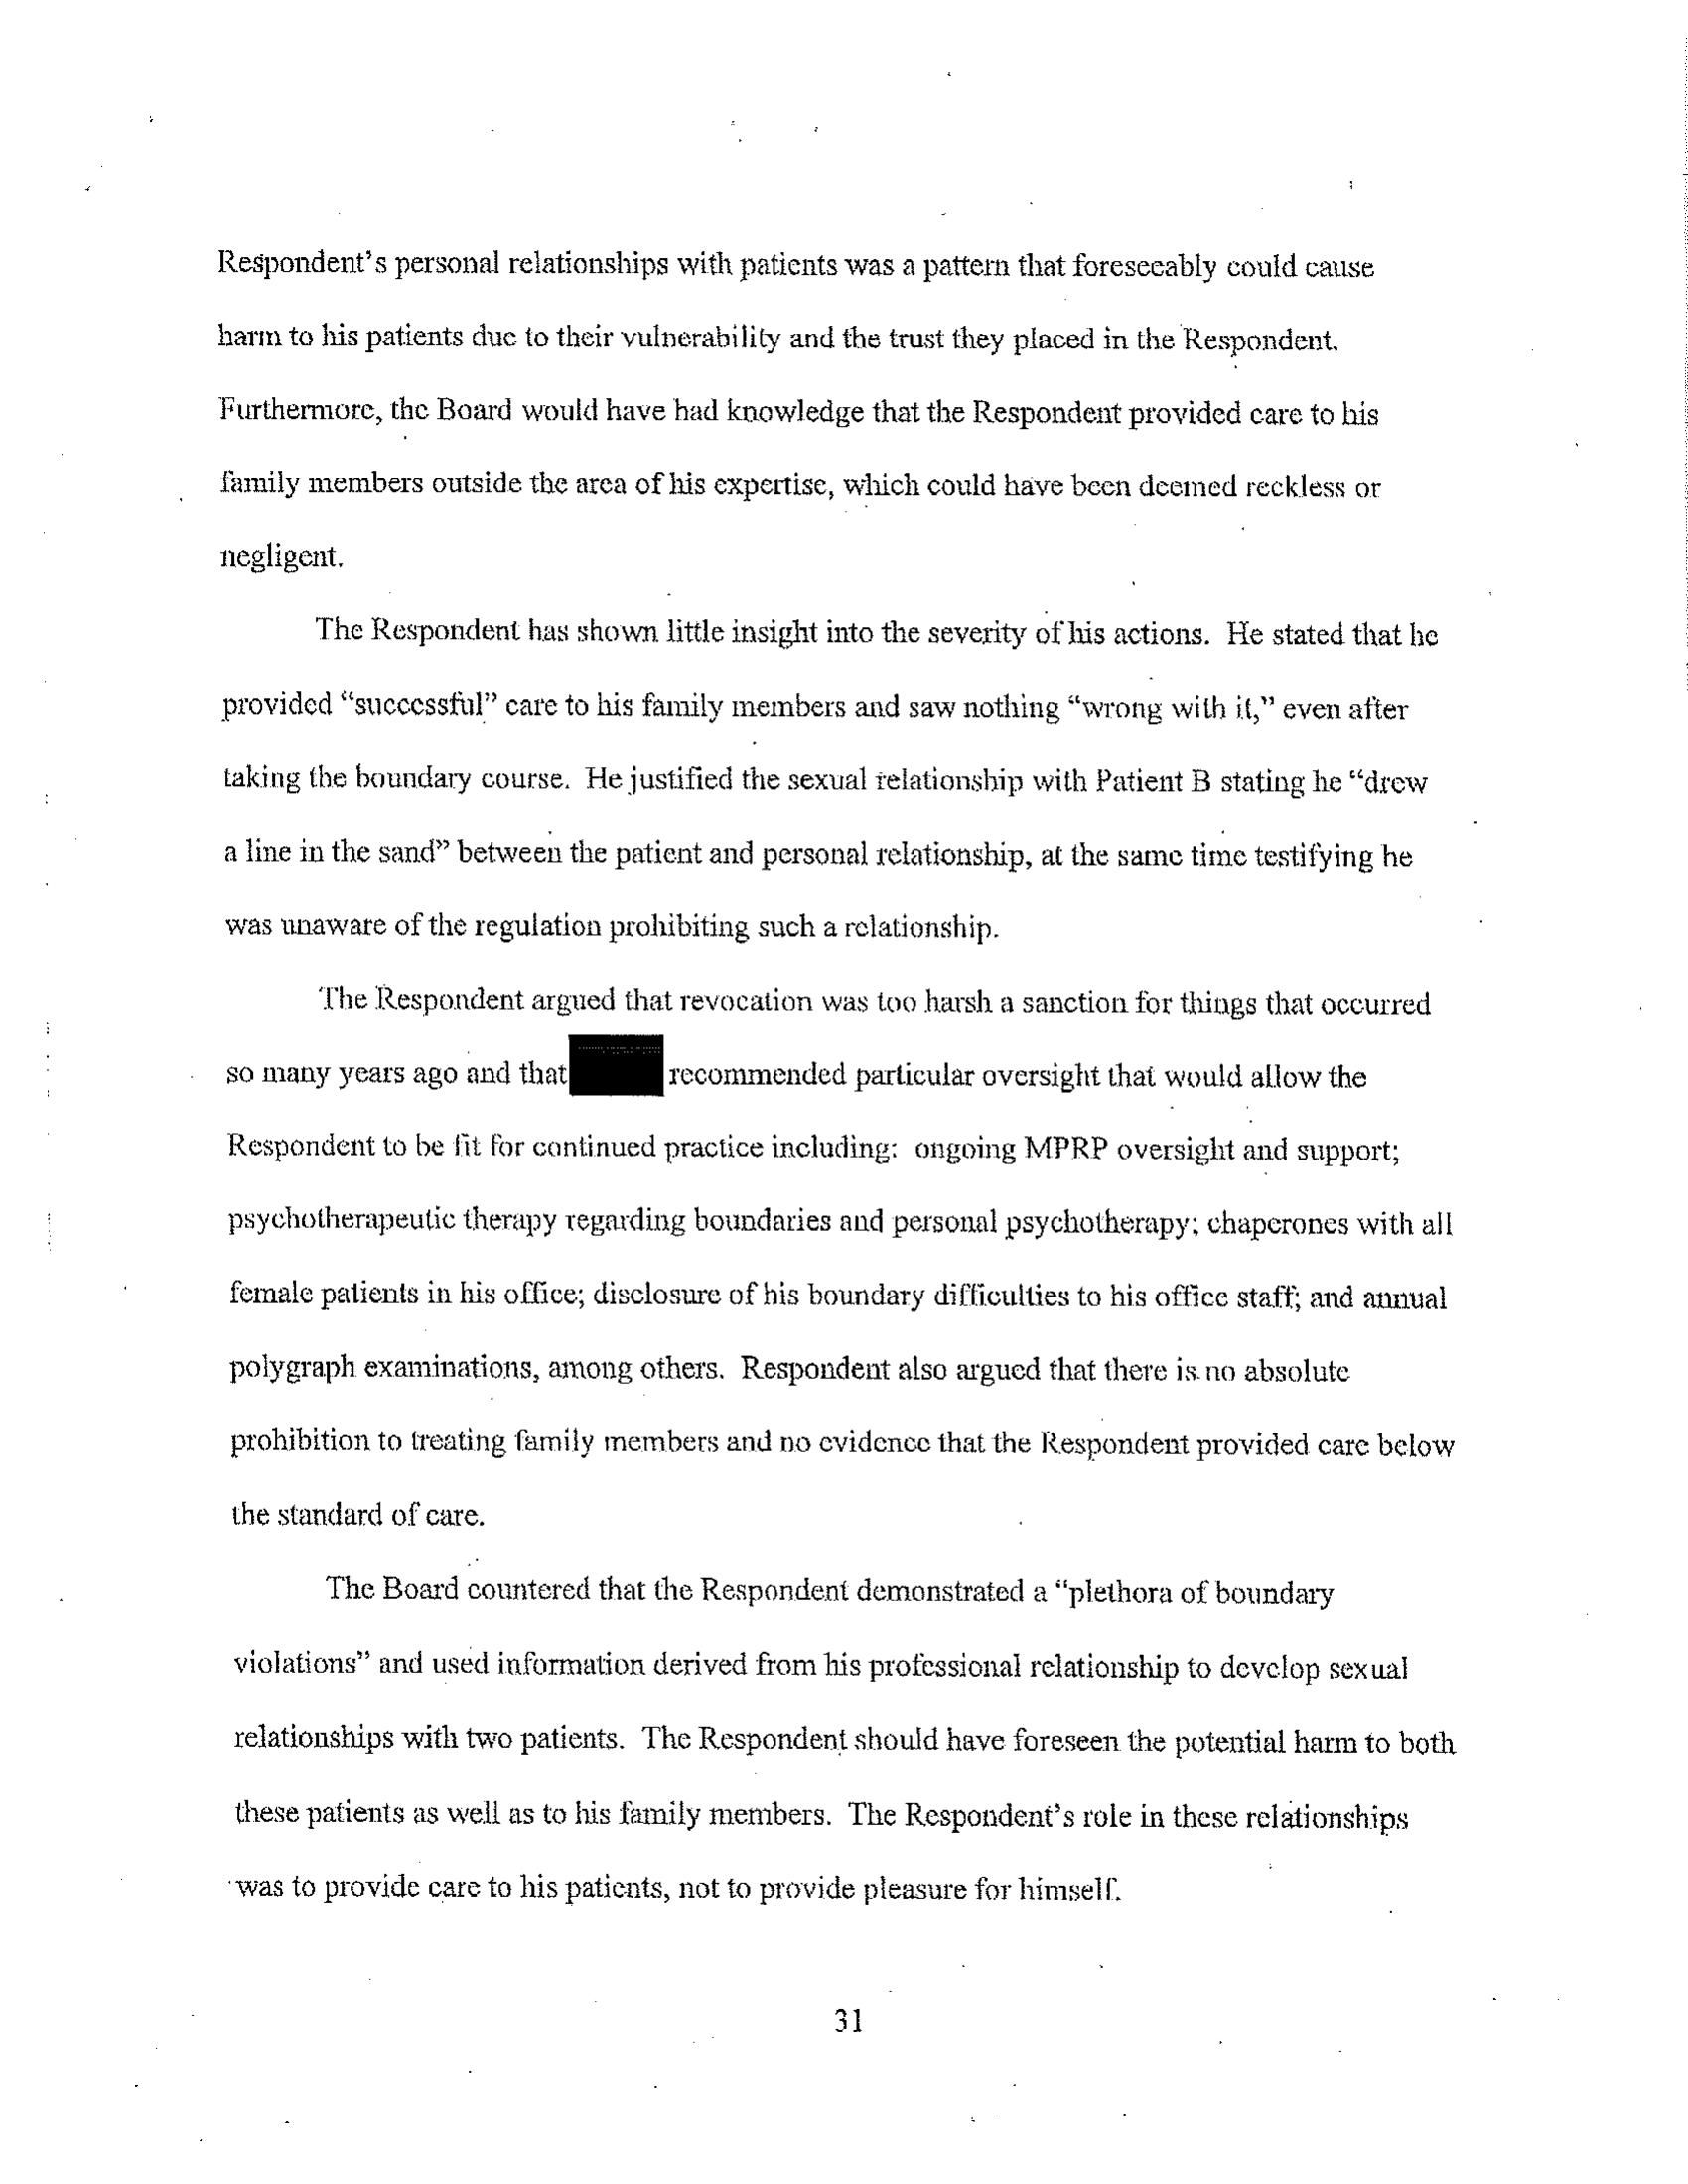 Respondent's personal relationships with patients was a pattern that foreseeably could cause
harm to his patients due to their vulnerability and the trust they placed in the Respondent.
Furthermore, the Board would have had knowledge that the Respondent provided care to his
family members outside the area of his expertise, which could have been deemed reckless or
negligent.
The Respondent has shown little insight into the severity of his actions. He stated that he
provided “successful” care to his family members and saw nothing “wrong with it,” even after
taking the boundary course. He justified the sexual relationship with Patient B stating he “drew
a line in the sand” between the patient and personal relationship, at the same time testifying he
was unaware of the regulation prohibiting such a relationship.
The Respondent argued that revocation was too harsh a sanction for things that occurred
so many years ago and that recommended particular oversight that would allow the
Respondent to be fit for continued practice including: ongoing MPRP oversight and support;
psychotherapeutic therapy regarding boundaries and personal psychotherapy; chaperones with all
female patients in his office; disclosure of his boundary difficulties to his office staff; and annual
polygraph examinations, among others. Respondent also argued that there is no absolute
prohibition to treating family members and no evidence that the Respondent provided care below
the standard of care.
The Board countered that the Respondent demonstrated a “plethora of boundary
violations” and used information derived from his professional relationship to develop sexual
relationships with two patients. The Respondent should have foreseen the potential harm to both
these patients as well as to his family members. The Respondent's role in these relationships
was to provide care to his patients, not to provide pleasure for himself.
31